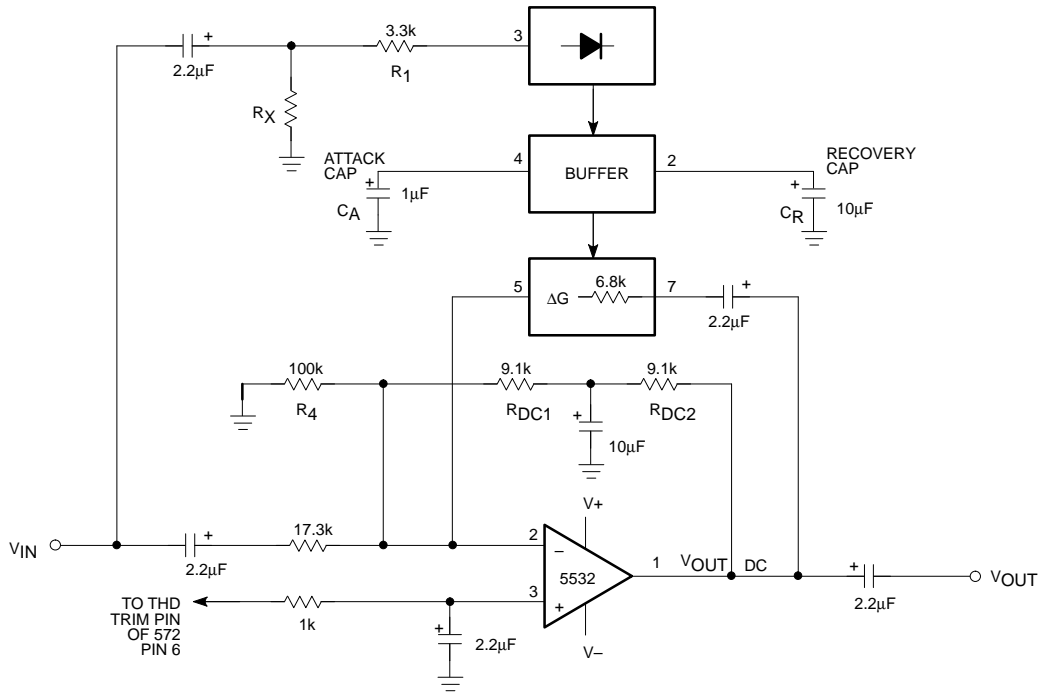 3.3k
3
+
2.2µF
R1
RX
ATTACK
CAP
4
BUFFER
2
RECOVERY
CAP
+
1µF
CA
+
10µF
CR
5
ΔG
6.8k
7
+
2.2µF
100k
9.1k
9.1k
R4
RDC1
RDC2
+
10µF
V+
VIN
+
2.2µF
17.3k
2
–
5532
1
VOUT
DC
+
2.2µF
VOUT
3
+
TO THD
TRIM PIN
OF 572
PIN 6
1k
+
2.2µF
V–